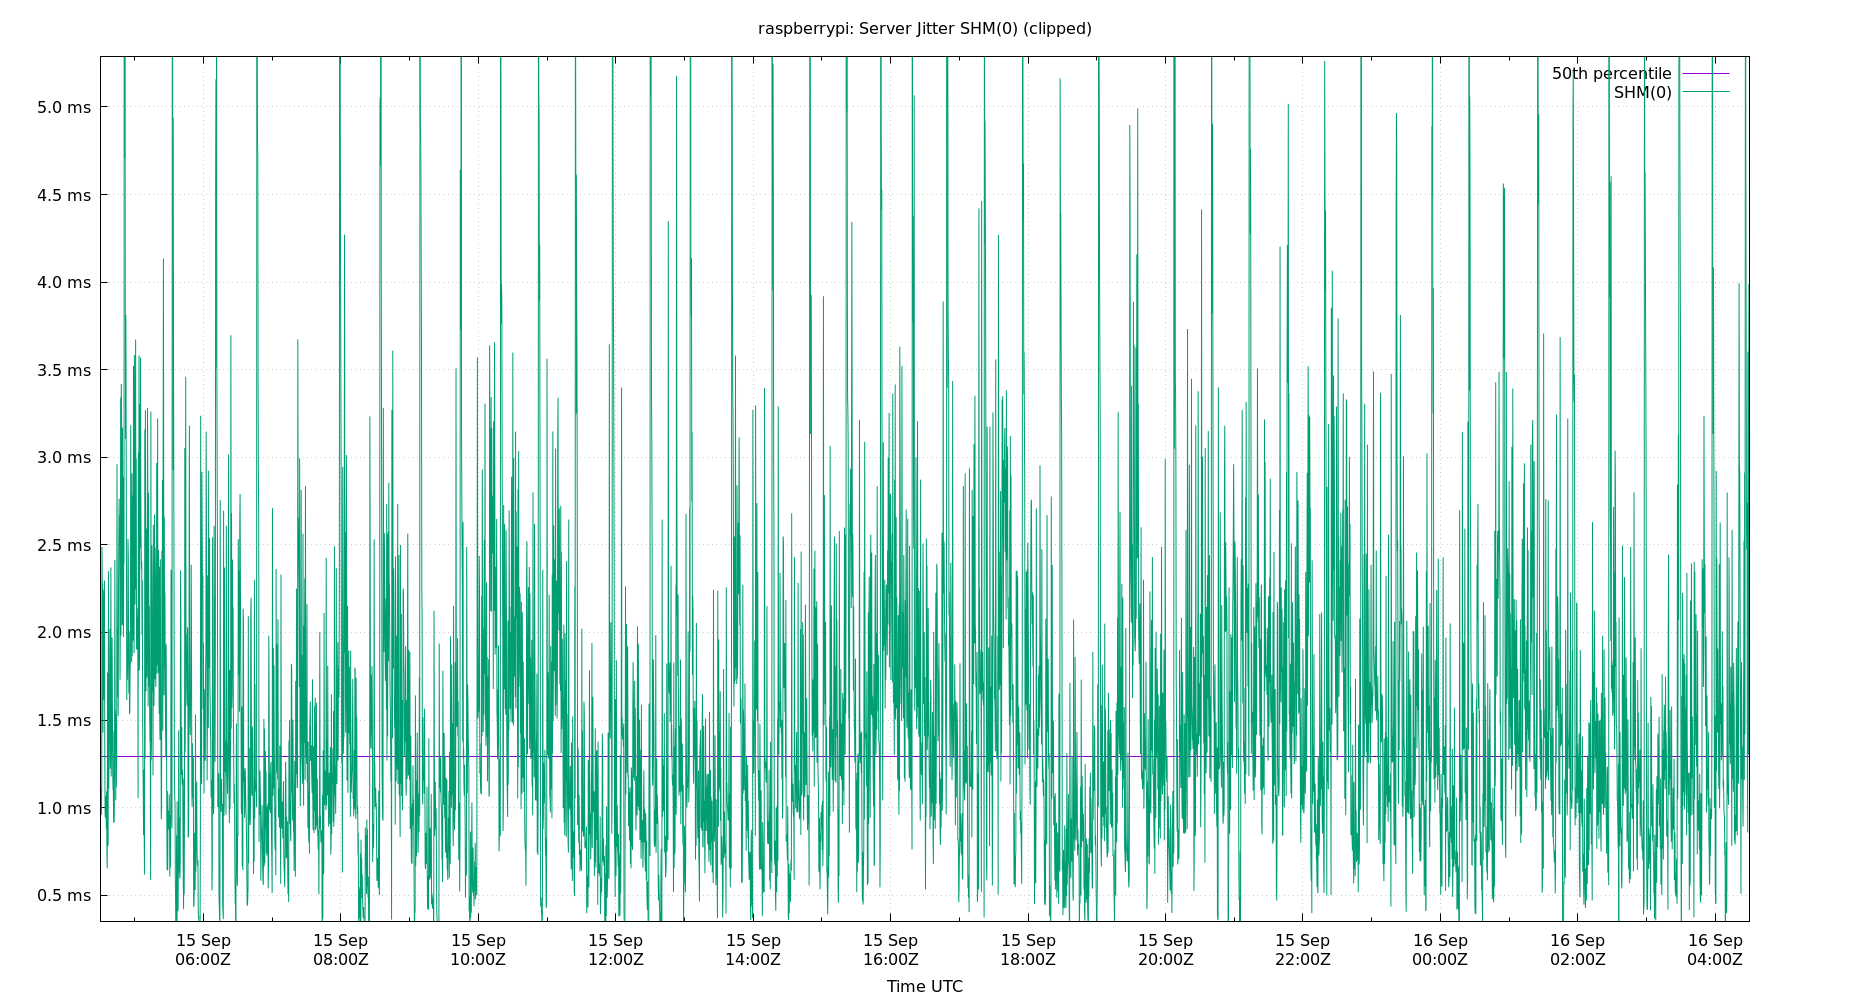 raspberrypi: Server Jitter SHM(0) (clipped)
50th percentile
SHM(0)
5.0 ms
4.5 ms
4.0 ms
3.5 ms
3.0 ms
2.5 ms
2.0 ms
1.5 ms
1.0 ms
0.5 ms
15 Sep 15 Sep 15 Sep 15 Sep 15 Sep 15 Sep 15 Sep 15 Sep 15 Sep 16 Sep 16 Sep 16 Sep
06:00Z 08:00Z 10:00Z 12:00Z 14:00Z 16:00Z 18:00Z 20:00Z 22:00Z 00:00Z 02:00Z 04:00Z
Time UTC